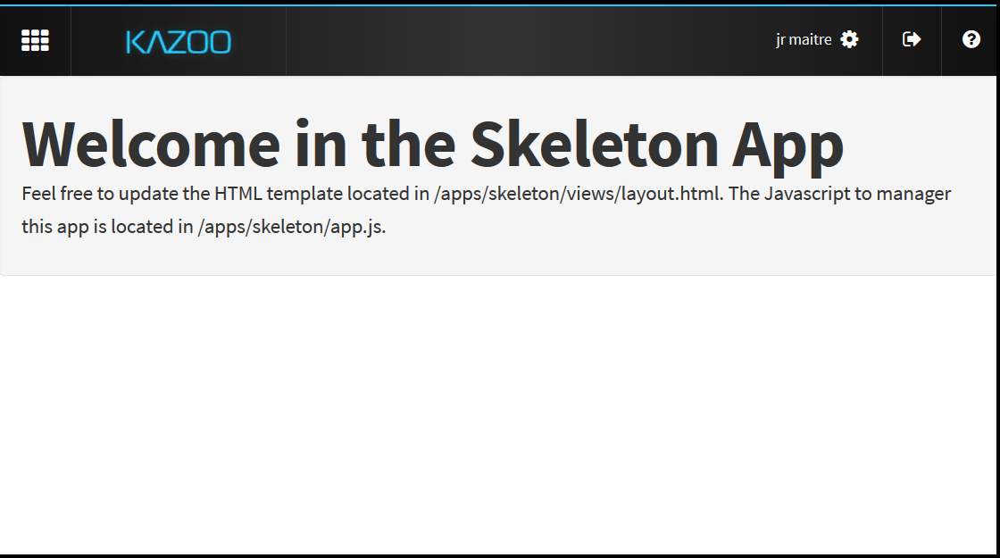 KAZOO
jr maitre
Welcome in the Skeleton App
Feel free to update the HTML template located in /apps/skeleton/views/layout.html. The Javascript to manager
this app is located in /apps/skeleton/app.js.